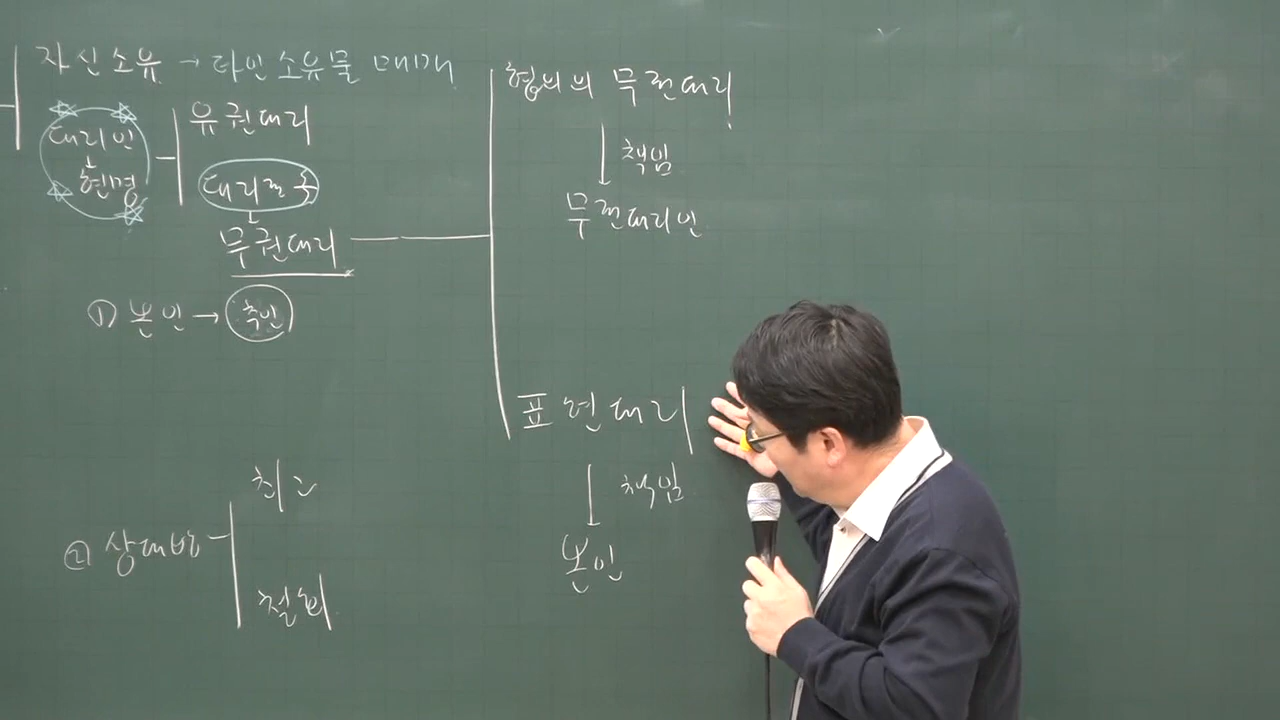 자신소유 → 타인소유물 매매
대리인
현명
유권대리
대리권 ✕
무권대리
① 본인 → 추인
② 상대방
최고
철회
협의의 무권대리
책임
무권대리인
표현대리
책임
본인